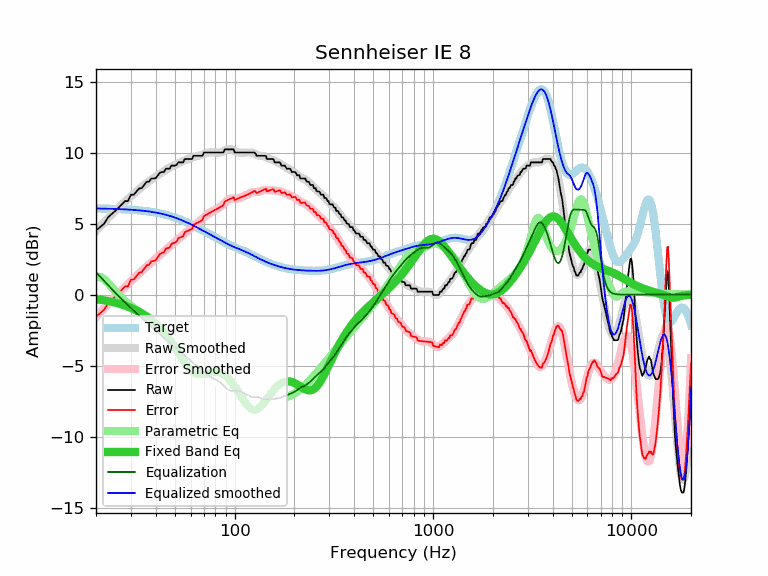 Sennheiser IE 8
Amplitude (dBr)
15
10
5
0
−5
−10
−15
Target
Raw Smoothed
Error Smoothed
Raw
Error
Parametric Eq
Fixed Band Eq
Equalization
Equalized smoothed
100
1000
10000
Frequency (Hz)